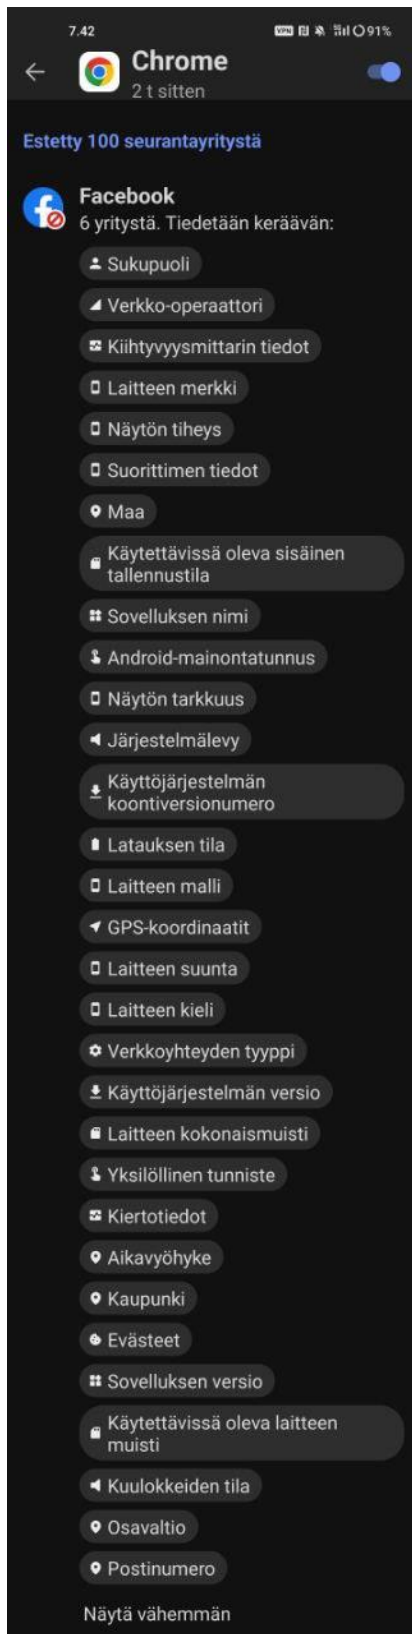 7.42
VPN 91%
Chrome
2 t sitten
Estetty 100 seurantayritystä
Facebook
6 yritystä. Tiedetään keräävän:
Sukupuoli
Verkko-operaattori
Kiihtyvyysmittarin tiedot
Laitteen merkki
Näytön tiheys
Suorittimen tiedot
Maa
Käytettävissä oleva sisäinen
tallennustila
Sovelluksen nimi
Android-mainontatunnus
Näytön tarkkuus
Järjestelmälevy
Käyttöjärjestelmän
koontiversionumero
Latauksen tila
Laitteen malli
GPS-koordinaatit
Laitteen suunta
Laitteen kieli
Verkkoyhteyden tyyppi
Käyttöjärjestelmän versio
Laitteen kokonaismuisti
Yksilöllinen tunniste
Kiertotiedot
Aikavyöhyke
Kaupunki
Evästeet
Sovelluksen versio
Käytettävissä oleva laitteen
muisti
Kuulokkeiden tila
Osavaltio
Postinumero
Näytä vähemmän